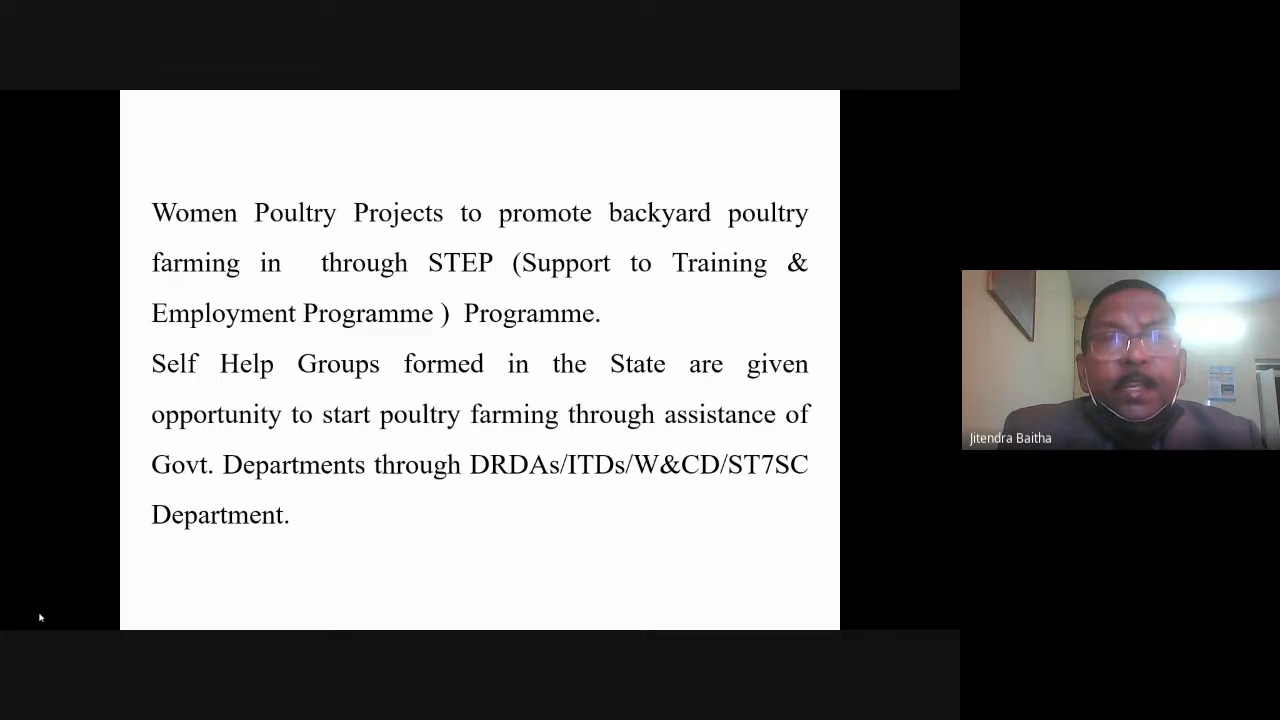 Women Poultry Projects to promote backyard poultry
farming in through STEP (Support to Training &
Employment Programme ) Programme.
Self Help Groups formed in the State are given
opportunity to start poultry farming through assistance of
Govt. Departments through DRDAs/ITDs/W&CD/ST7SC
Department.
Jitendra Baitha